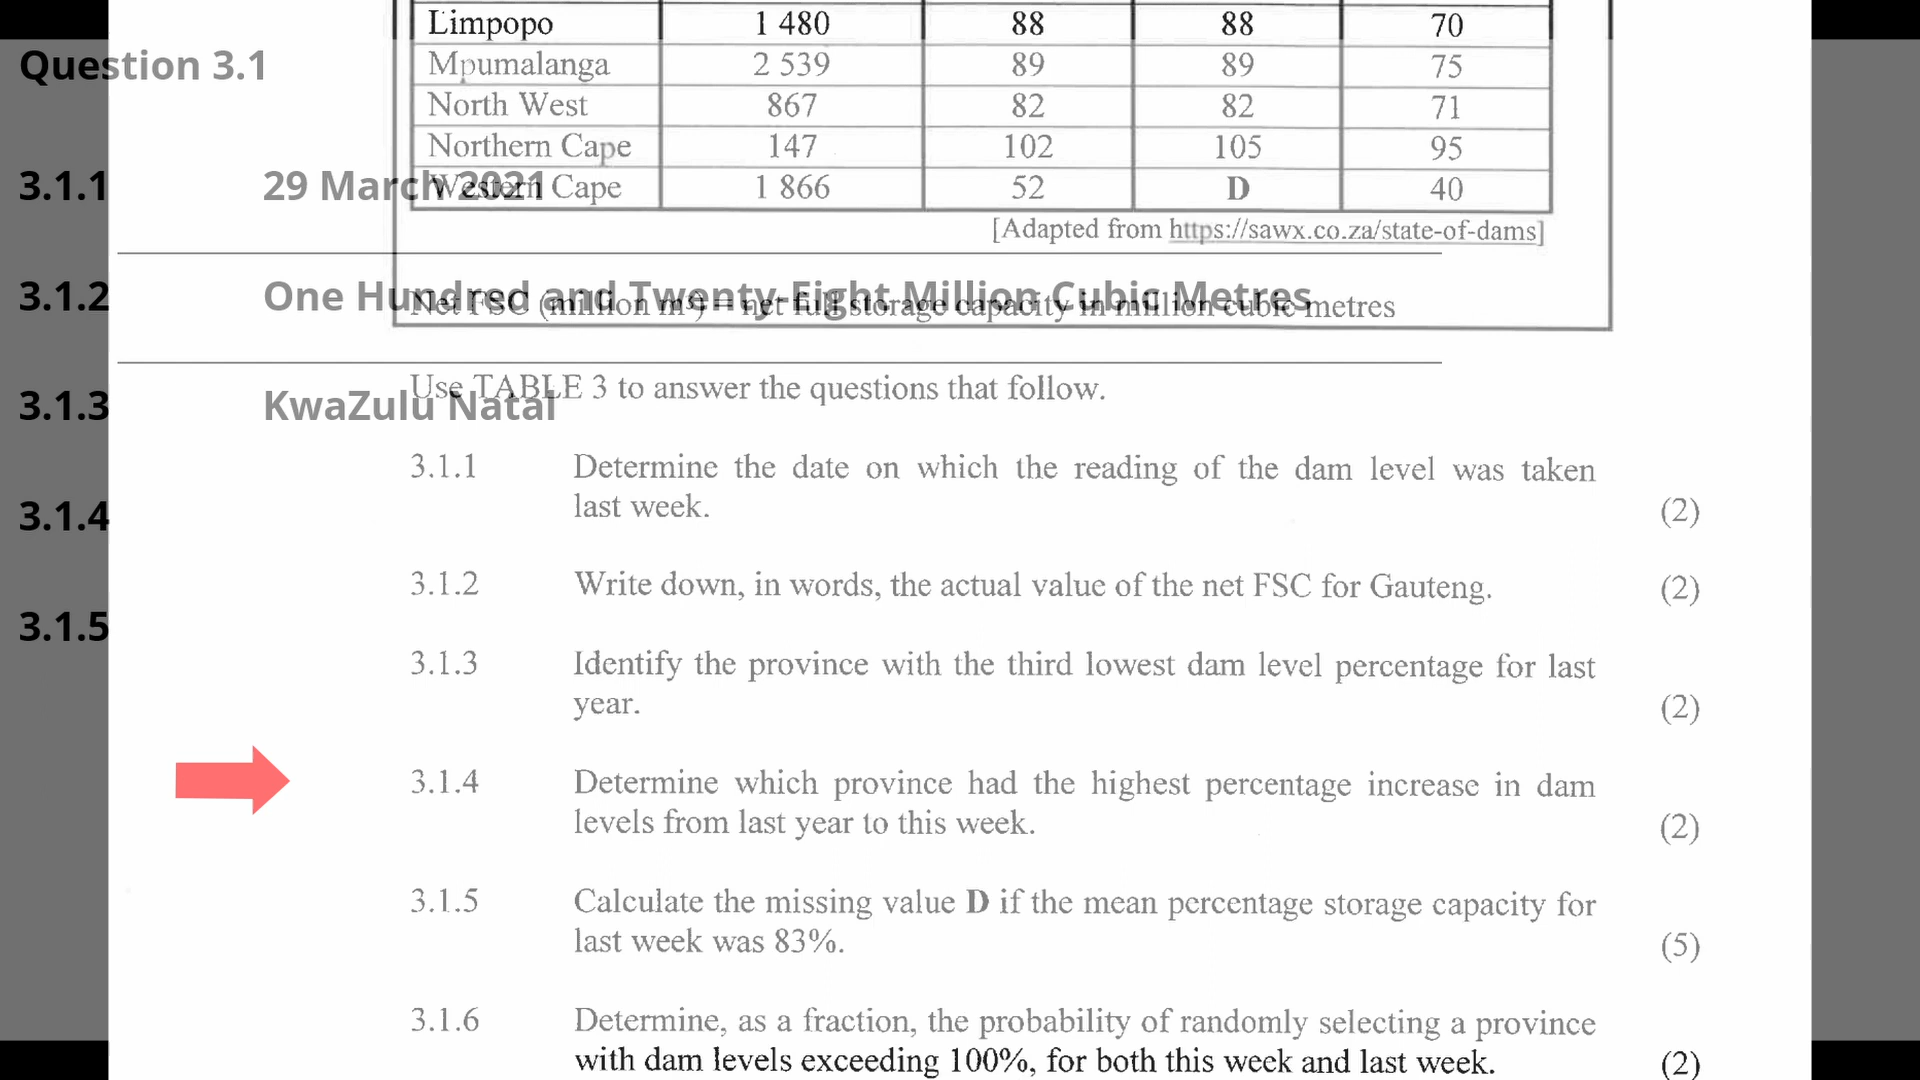 Limpopo 1 480 88 88 70
Question 3.1
Mpumalanga 2 539 89 89 75
North West 867 82 82 71
Northern Cape 147 102 105 95
3.1.1 29 March 2021
Western Cape 1 866 52 D 40
[Adapted from https://sawx.co.za/state-of-dams]
3.1.2 One Hundred and Twenty-Eight Million Cubic Metres
Net FSC (million m³) = net full storage capacity in million cubic metres
Use TABLE 3 to answer the questions that follow.
3.1.3 KwaZulu Natal
3.1.1 Determine the date on which the reading of the dam level was taken
last week. (2)
3.1.4
3.1.2 Write down, in words, the actual value of the net FSC for Gauteng. (2)
3.1.5
3.1.3 Identify the province with the third lowest dam level percentage for last
year. (2)
3.1.4 Determine which province had the highest percentage increase in dam
levels from last year to this week. (2)
3.1.5 Calculate the missing value D if the mean percentage storage capacity for
last week was 83%. (5)
3.1.6 Determine, as a fraction, the probability of randomly selecting a province
with dam levels exceeding 100%, for both this week and last week. (2)